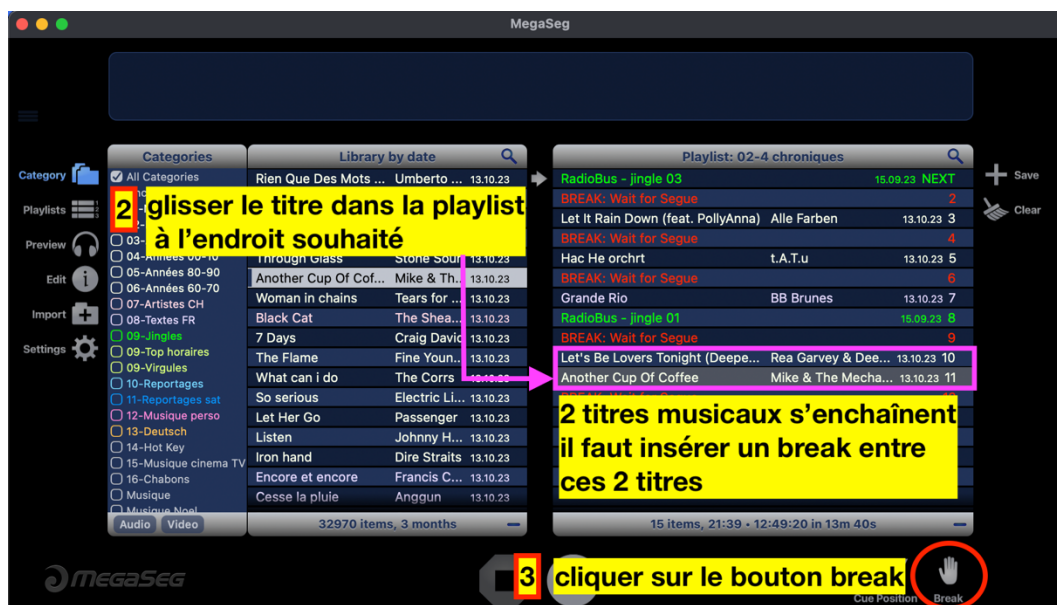 MegaSeg
Categories
Library by date
Playlist: 02-4 chroniques
Category
Playlists
Preview
Edit
Import
Settings
Save
Clear
All Categories
04-Années 00-10
05-Années 80-90
06-Années 60-70
07-Artistes CH
08-Textes FR
09-Jingles
09-Top horaires
09-Virgules
10-Reportages
11-Reportages sat
12-Musique perso
13-Deutsch
14-Hot Key
15-Musique cinema TV
16-Chabons
Musique
Musique Noel
Audio Video
Rien Que Des Mots ... Umberto ... 13.10.23
2 glisser le titre dans la playlist
à l'endroit souhaité
Through Glass Stone Sour 13.10.23
Another Cup Of Cof... Mike & Th... 13.10.23
Woman in chains Tears for ... 13.10.23
Black Cat The Shea... 13.10.23
7 Days Craig David 13.10.23
The Flame Fine Youn... 13.10.23
What can i do The Corrs 13.10.23
So serious Electric Li... 13.10.23
Let Her Go Passenger 13.10.23
Listen Johnny H... 13.10.23
Iron hand Dire Straits 13.10.23
Encore et encore Francis C... 13.10.23
Cesse la pluie Anggun 13.10.23
32970 items, 3 months
RadioBus - jingle 03 15.09.23 NEXT
BREAK: Wait for Segue 2
Let It Rain Down (feat. PollyAnna) Alle Farben 13.10.23 3
BREAK: Wait for Segue 4
Hac He orchrt t.A.T.u 13.10.23 5
BREAK: Wait for Segue 6
Grande Rio BB Brunes 13.10.23 7
RadioBus - jingle 01 15.09.23 8
BREAK: Wait for Segue 9
Let's Be Lovers Tonight (Deepe... Rea Garvey & Dee... 13.10.23 10
Another Cup Of Coffee Mike & The Mecha... 13.10.23 11
2 titres musicaux s'enchaînent
il faut insérer un break entre
ces 2 titres
15 items, 21:39 • 12:49:20 in 13m 40s
3 cliquer sur le bouton break
MEGASEG
Cue Position
Break